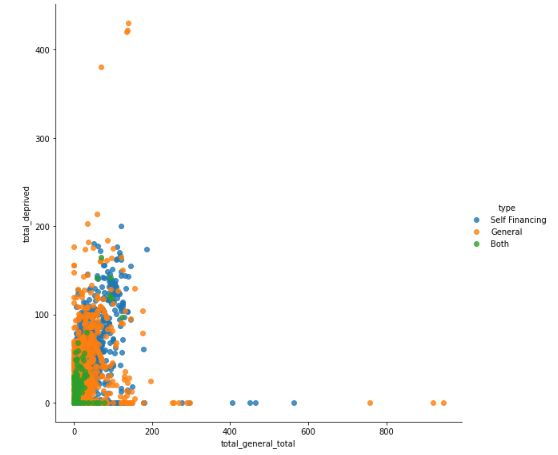 400
300
200
100
0
total_deprived
0
200
400
600
800
total_general_total
type
Self Financing
General
Both